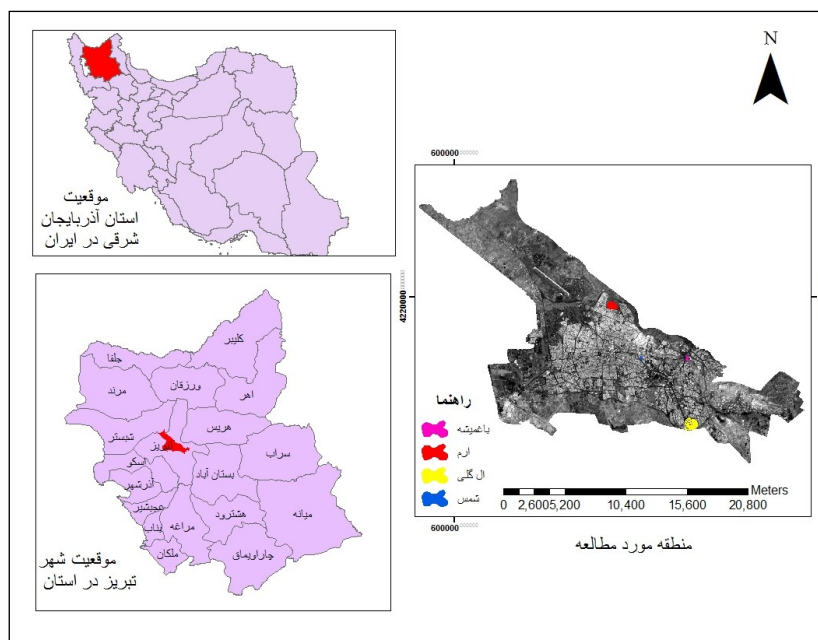 موقعیت
استان آذربایجان
شرقی در ایران
کلیبر
جلفا
ورزقان
مرند
اهر
هریس
شبستر
تبریز
سراب
اسکو
بستان آباد
آذرشهر
عجبشیر
هشترود
میانه
مراغه
بناب
ملکان
چاراویماق
موقعیت شهر
تبریز در استان
N
600000
4220000
راهنما
باغمیشه
ارم
ال گلی
شمس
Meters
0 2,600 5,200 10,400 15,600 20,800
600000
منطقه مورد مطالعه